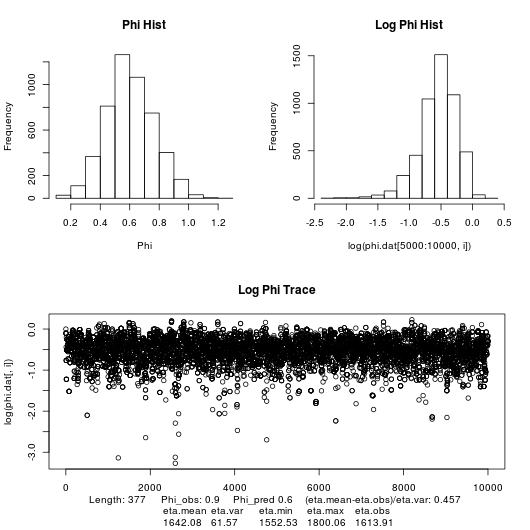 Phi Hist
Log Phi Hist
Frequency
0 200 600 1000
0.2 0.4 0.6 0.8 1.0 1.2
Phi
Frequency
0 500 1000 1500
-2.5 -2.0 -1.5 -1.0 -0.5 0.0 0.5
log(phi.dat[5000:10000, i])
Log Phi Trace
log(phi.dat[, i])
0.0 -1.0 -2.0 -3.0
0 2000 4000 6000 8000 10000
Length: 377 Phi_obs: 0.9 Phi_pred 0.6 (eta.mean-eta.obs)/eta.var: 0.457
eta.mean eta.var eta.min eta.max eta.obs
1642.08 61.57 1552.53 1800.06 1613.91